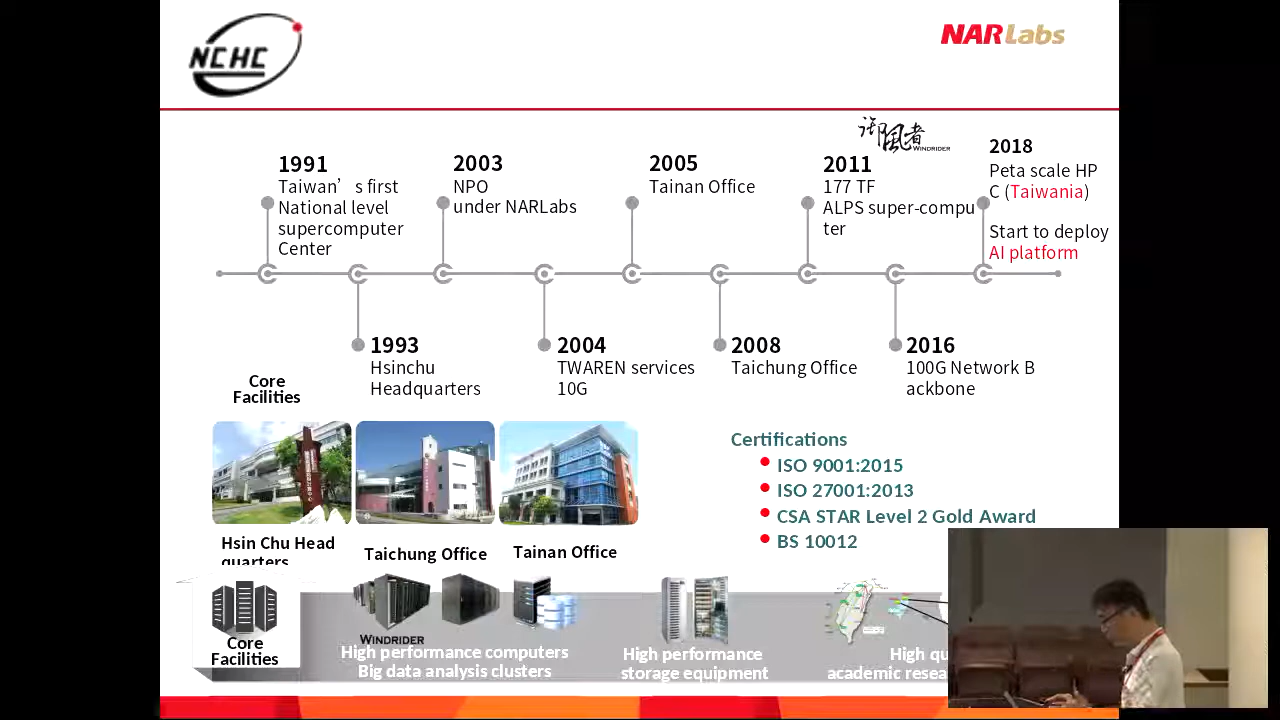 NCHC
NARLabs
御風者
WINDRIDER
1991
Taiwan’s first
National level
supercomputer
Center
2003
NPO
under NARLabs
2005
Tainan Office
2011
177 TF
ALPS super-compu
ter
2018
Peta scale HP
C (Taiwania)
Start to deploy
AI platform
1993
Hsinchu
Headquarters
2004
TWAREN services
10G
2008
Taichung Office
2016
100G Network B
ackbone
Core
Facilities
Hsin Chu Head
quarters
Taichung Office
Tainan Office
Certifications
ISO 9001:2015
ISO 27001:2013
CSA STAR Level 2 Gold Award
BS 10012
Core
Facilities
WINDRIDER
High performance computers
Big data analysis clusters
High performance
storage equipment
High qu
academic resea